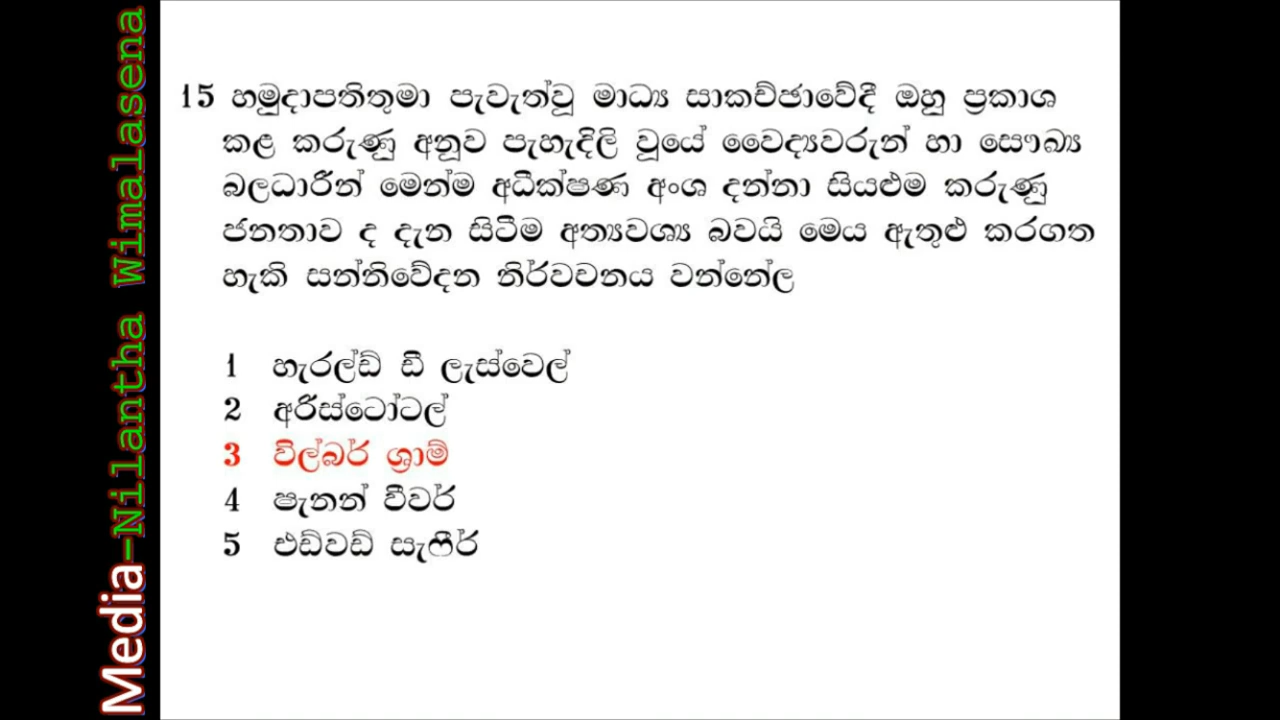 Media-Nilantha Wimalasena
15 හමුදාපතිතුමා පැවැත්වූ මාධ්‍ය සාකච්ඡාවේදී ඔහු ප්‍රකාශ
කළ කරුණු අනූව පැහැදිලි වූයේ වෛද්‍යවරුන් හා සෞඛ්‍ය
බලධාරීන් මෙන්ම අධීක්ෂණ අංශ දන්නා සියළුම කරුණු
ජනතාව ද දැන සිටීම අත්‍යවශ්‍ය බවයි මෙය ඇතුළු කරගත
හැකි සන්නිවේදන නිර්වචනය වන්නේල
1 හැරල්ඩ් ඩී ලැස්වෙල්
2 අරිස්ටෝටල්
3 විල්බර් ශ්‍රාම්
4 ෂැනන් වීවර්
5 එඩ්වඩ් සැෆීර්